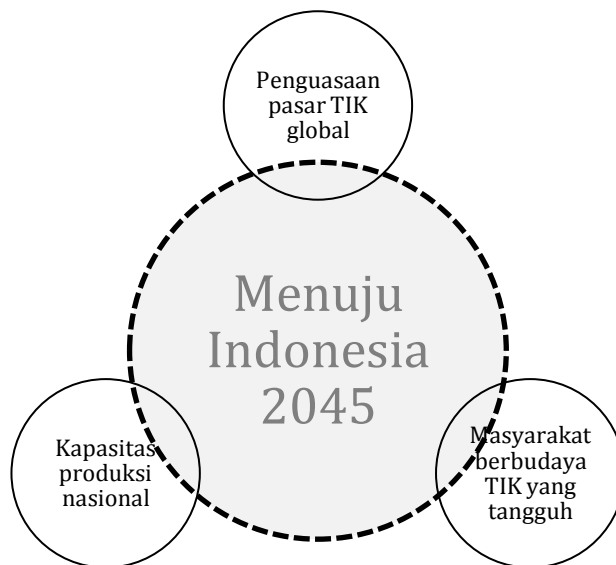 Penguasaan
pasar TIK
global
Menuju
Indonesia
2045
Kapasitas
produksi
nasional
Masyarakat
berbudaya
TIK yang
tangguh